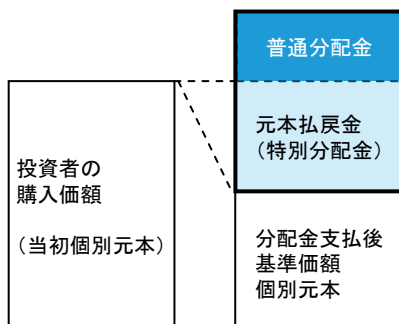 普通分配金
元本払戻金
（特別分配金）
投資者の
購入価額
（当初個別元本）
分配金支払後
基準価額
個別元本